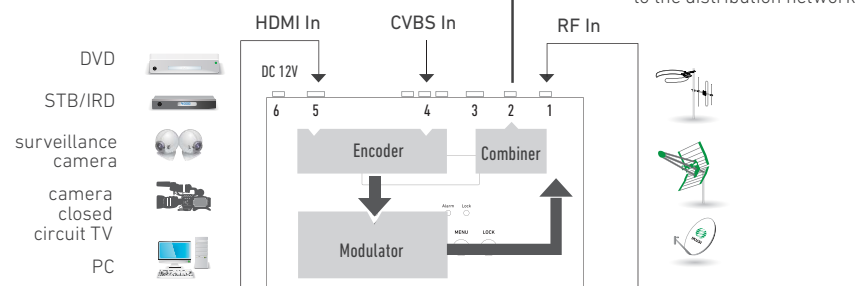 to the distribution network
HDMI In
CVBS In
RF In
DVD
DC 12V
STB/IRD
6
5
4
3
2
1
surveillance
camera
Encoder
Combiner
camera
closed
circuit TV
Alarm
Lock
MENU
LOCK
Modulator
PC